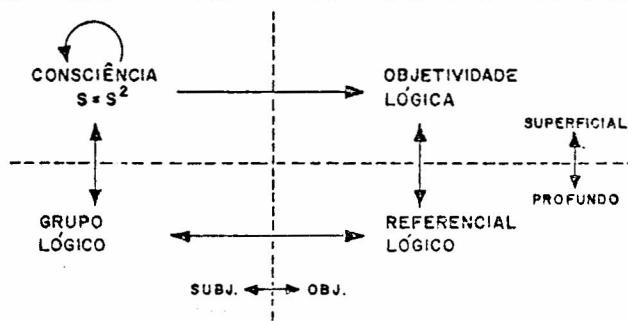 CONSCIÊNCIA
S = S²
OBJETIVIDADE
LÓGICA
SUPERFICIAL
PROFUNDO
GRUPO
LÓGICO
REFERENCIAL
LÓGICO
SUBJ.
OBJ.